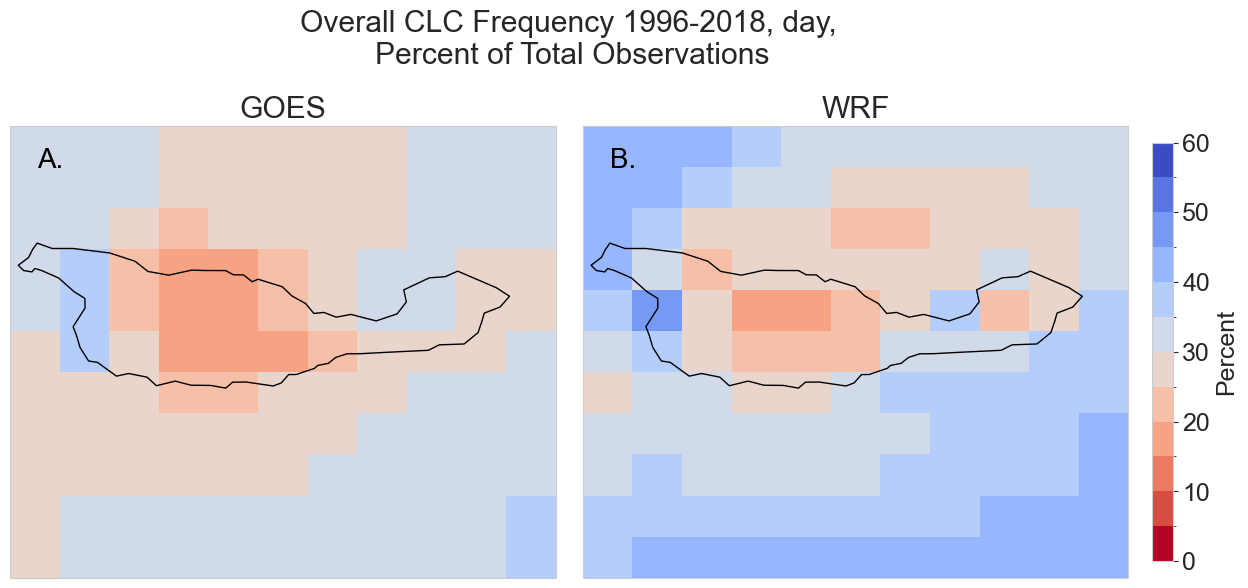 Overall CLC Frequency 1996-2018, day,
Percent of Total Observations
GOES
WRF
A.
B.
60
50
40
30
20
10
0
Percent